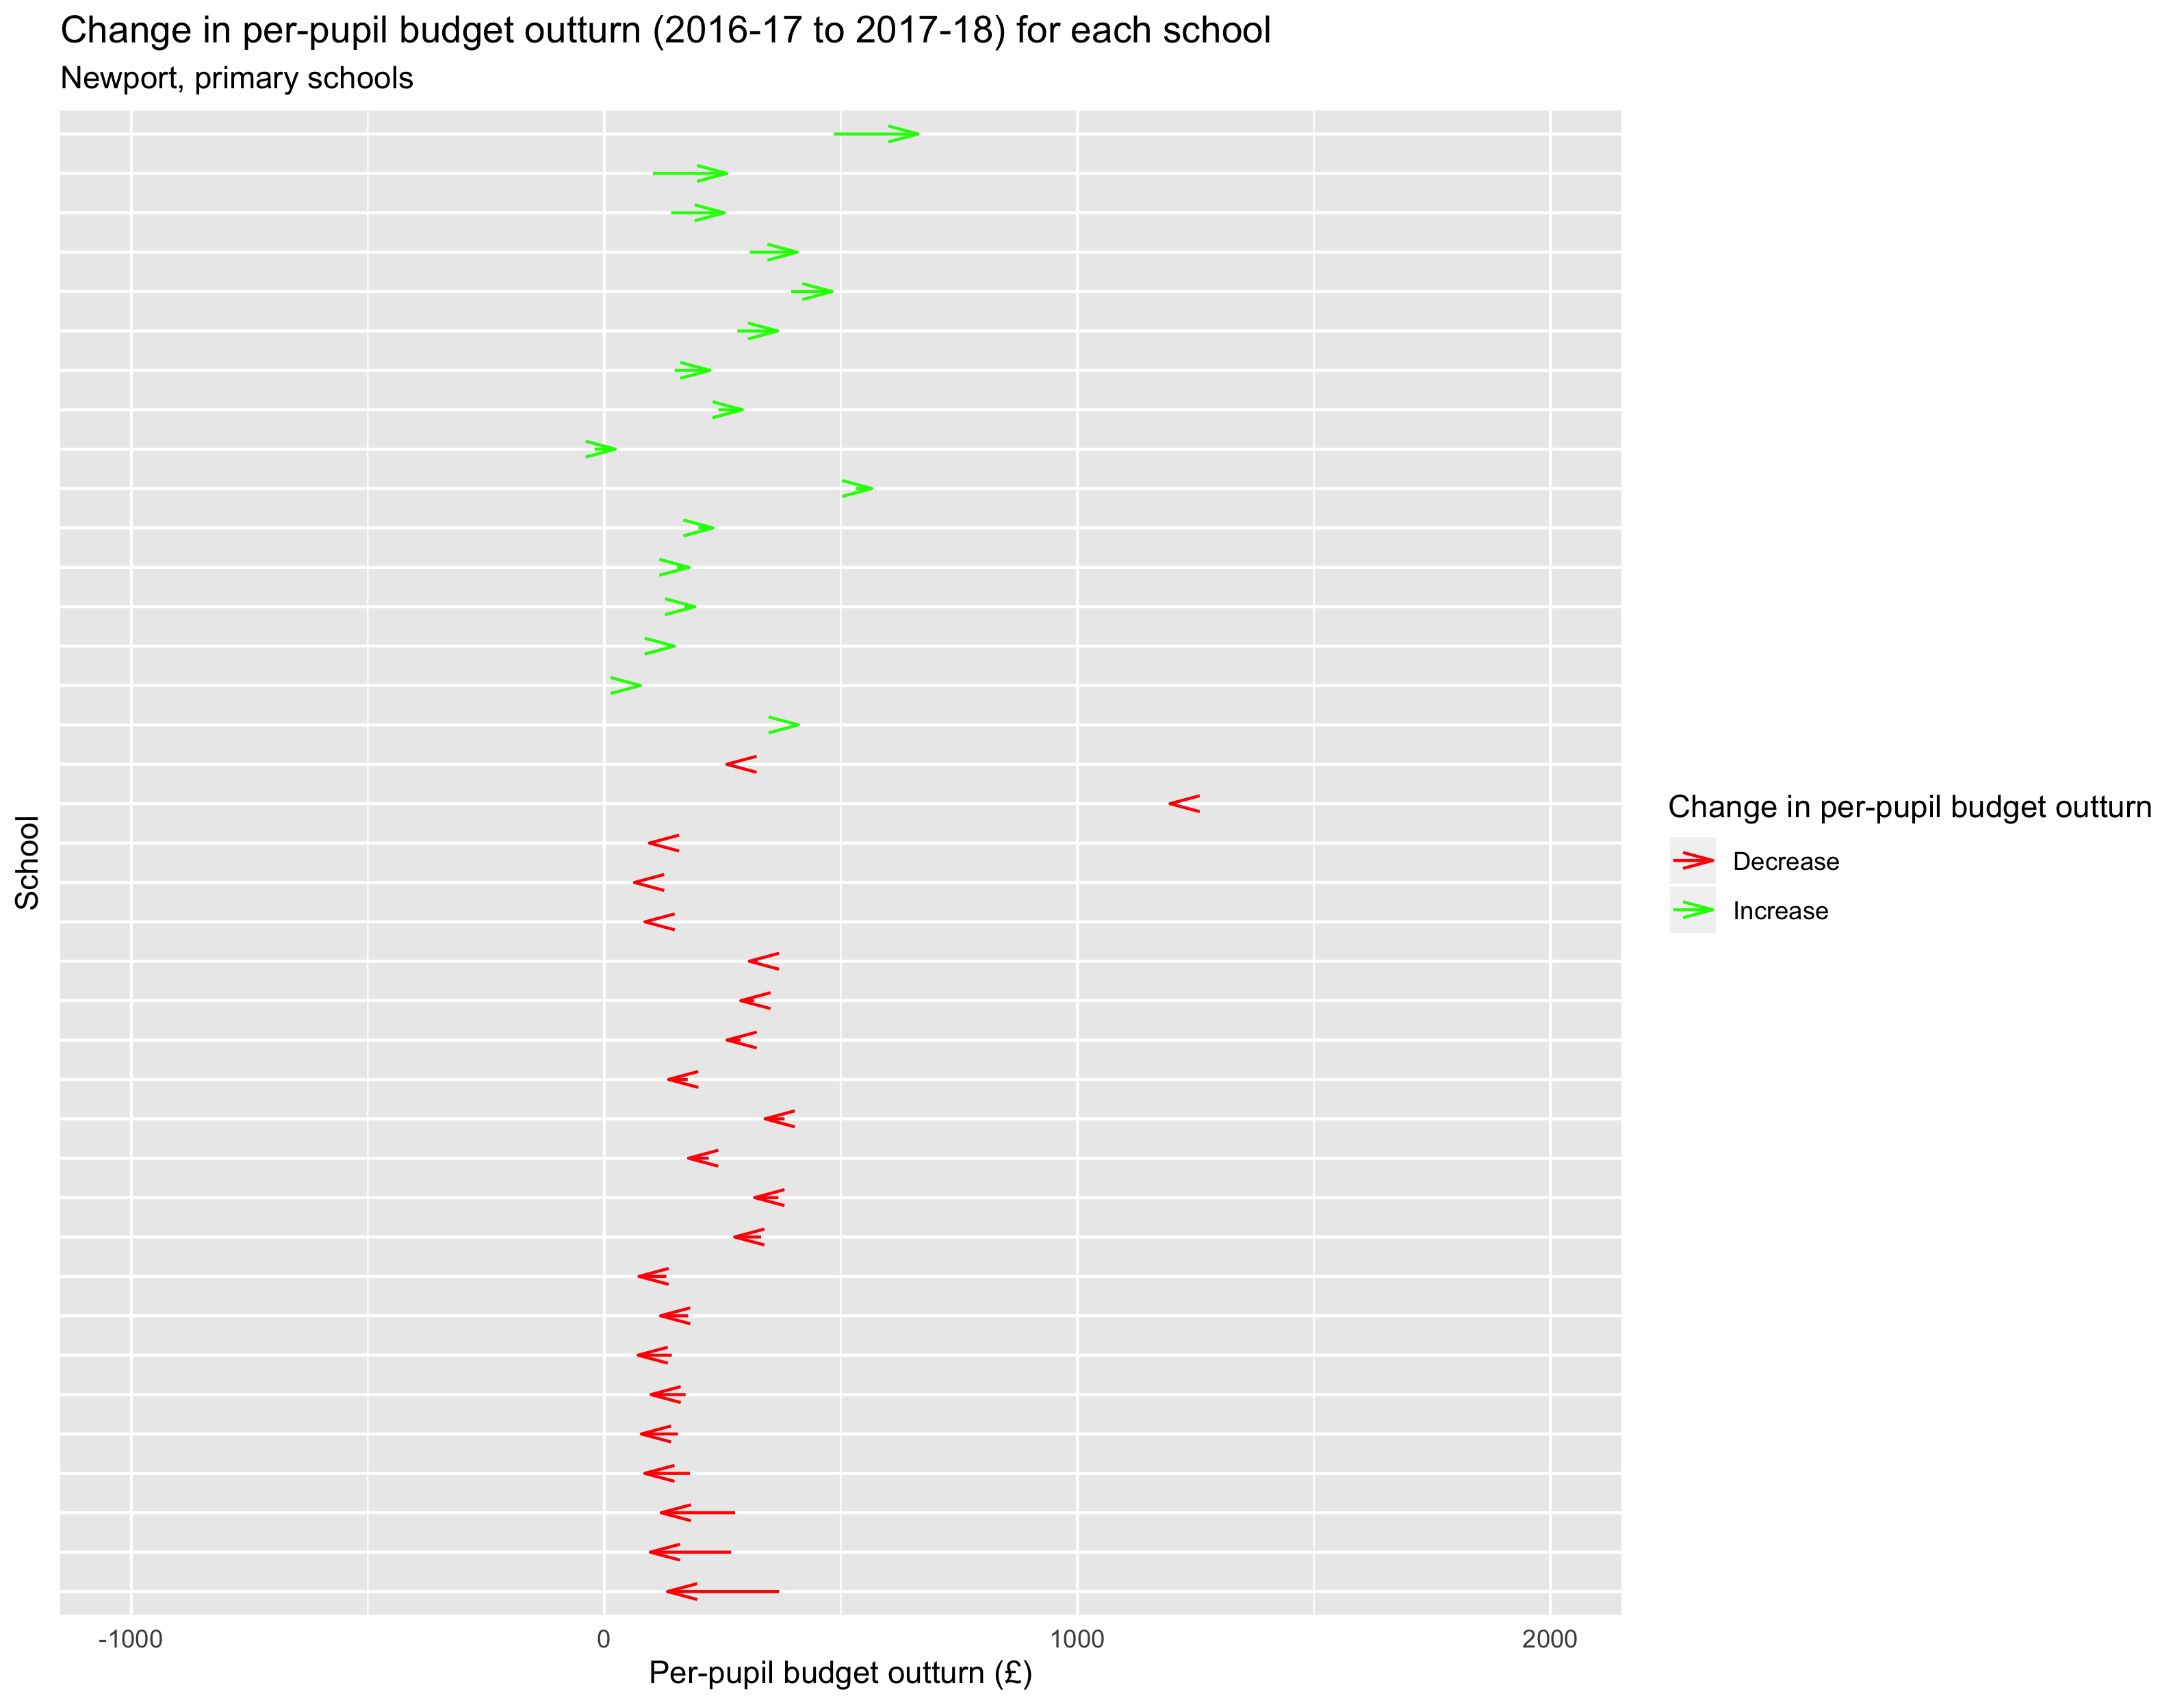 Change in per-pupil budget outturn (2016-17 to 2017-18) for each school
Newport, primary schools
School
Change in per-pupil budget outturn
Decrease
Increase
-1000
0
1000
2000
Per-pupil budget outturn (£)